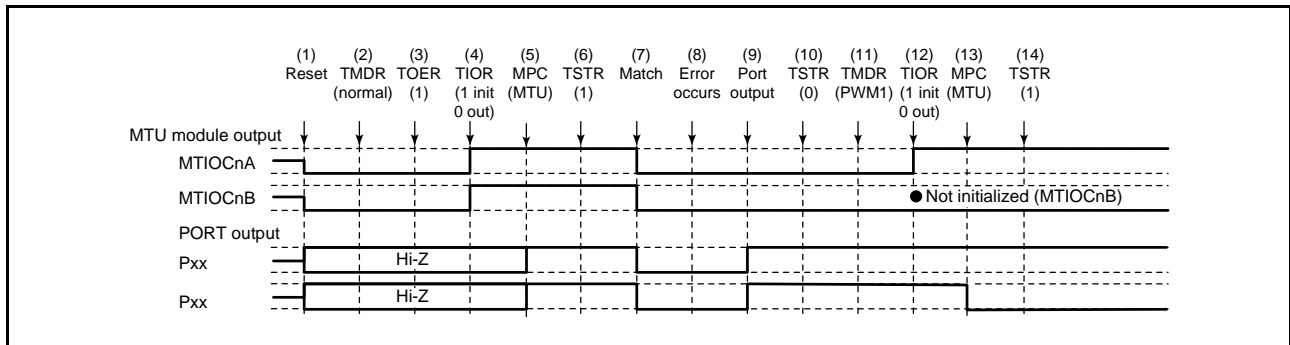 (1) (2) (3) (4) (5) (6) (7) (8) (9) (10) (11) (12) (13) (14)
Reset TMDR TOER TIOR MPC TSTR Match Error Port TSTR TMDR TIOR MPC TSTR
(normal) (1) (1 init (MTU) (1) occurs output (0) (PWM1) (1 init (MTU) (1)
0 out) 0 out)
MTU module output
MTIOCnA
MTIOCnB
● Not initialized (MTIOCnB)
PORT output
Pxx
Hi-Z
Pxx
Hi-Z